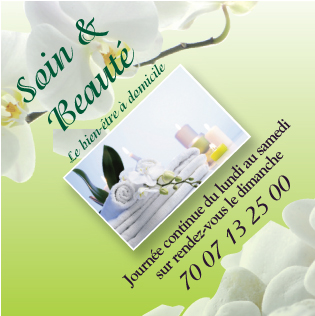 Soin &
Beauté
Le bien-être à domicile
Journée continue du lundi au samedi
sur rendez-vous le dimanche
70 07 13 25 00